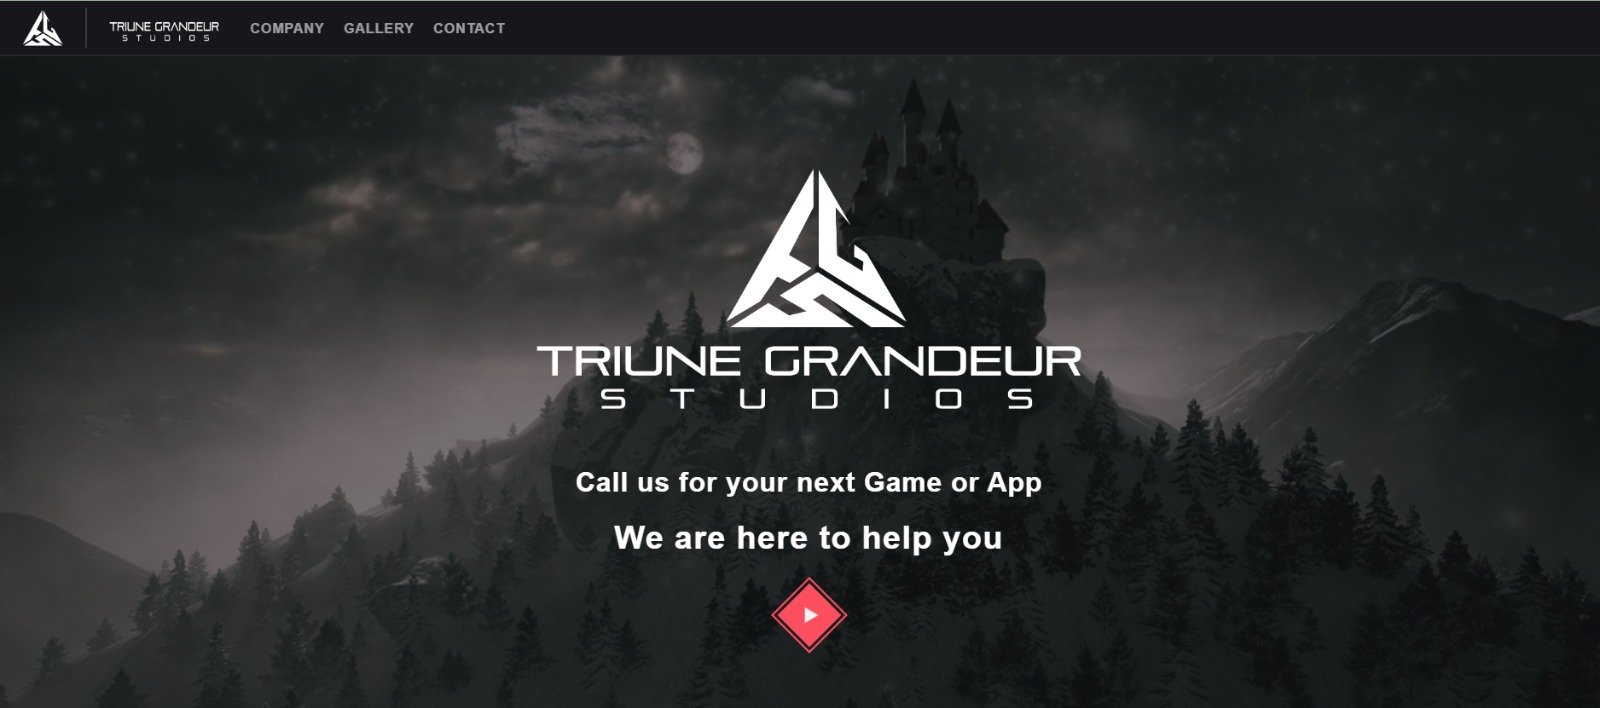 TRIUNE GRANDEUR
STUDIOS
COMPANY GALLERY CONTACT
TRIUNE GRANDEUR
STUDIOS
Call us for your next Game or App
We are here to help you